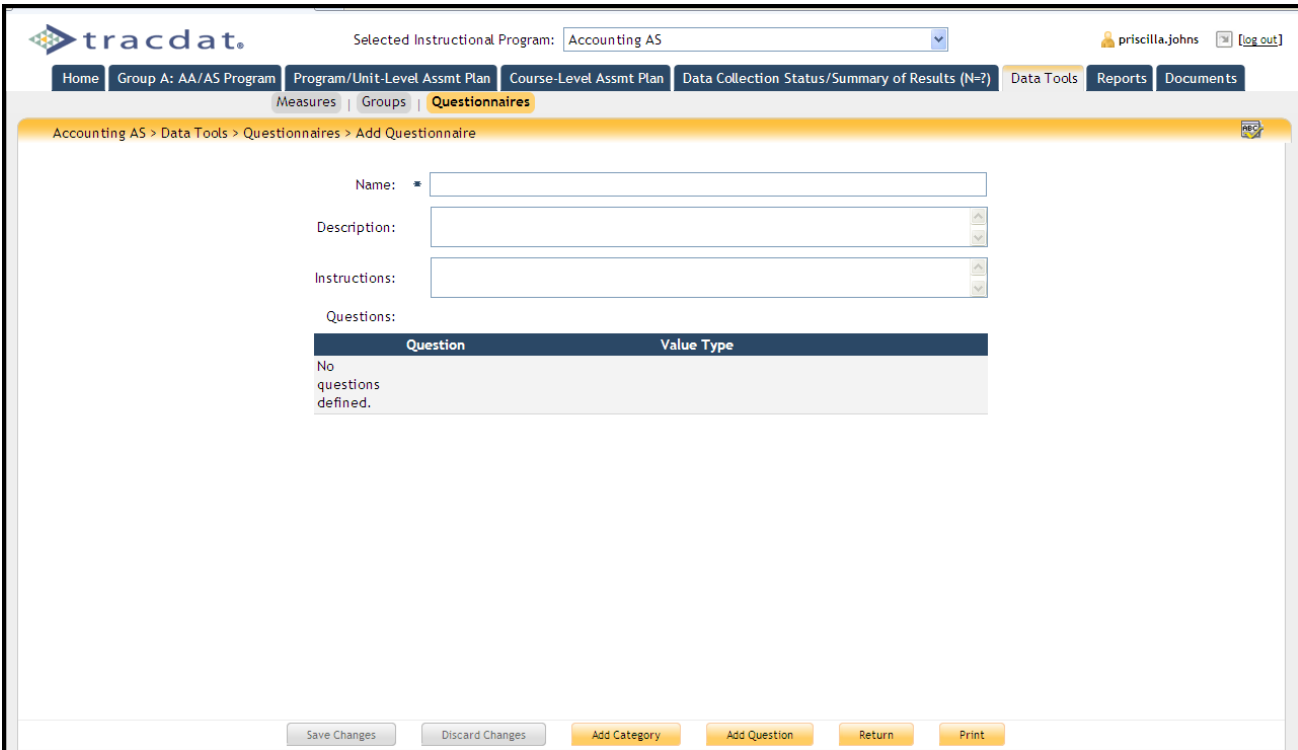 tracdat®
Selected Instructional Program: Accounting AS
priscilla.johns [log out]
Home Group A: AA/AS Program Program/Unit-Level Assmt Plan Course-Level Assmt Plan Data Collection Status/Summary of Results (N=?) Data Tools Reports Documents
Measures | Groups | Questionnaires
Accounting AS > Data Tools > Questionnaires > Add Questionnaire
ABC
Name: *
Description:
Instructions:
Questions:
Question Value Type
No
questions
defined.
Save Changes Discard Changes Add Category Add Question Return Print